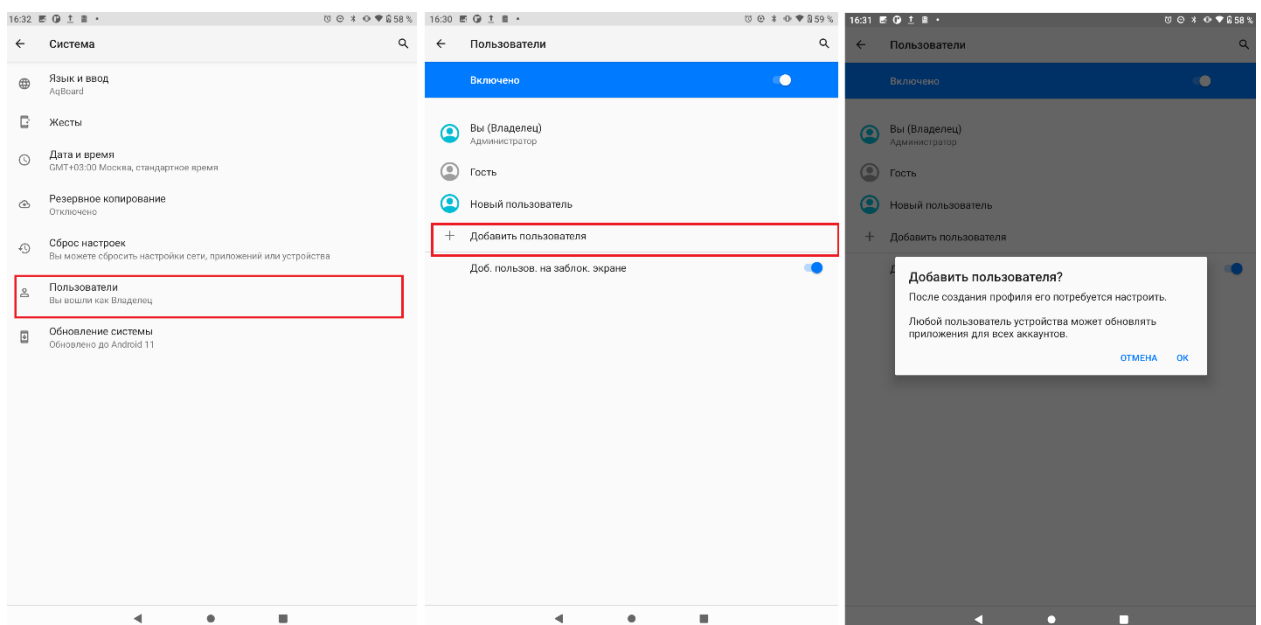 16:32
58 %
Система
Язык и ввод
AqBoard
Жесты
Дата и время
GMT+03:00 Москва, стандартное время
Резервное копирование
Отключено
Сброс настроек
Вы можете сбросить настройки сети, приложений или устройства
Пользователи
Вы вошли как Владелец
Обновление системы
Обновлено до Android 11
16:30
59 %
Пользователи
Включено
Вы (Владелец)
Администратор
Гость
Новый пользователь
Добавить пользователя
Доб. пользов. на заблок. экране
16:31
58 %
Пользователи
Включено
Вы (Владелец)
Администратор
Гость
Новый пользователь
Добавить пользователя
Добавить пользователя?
После создания профиля его потребуется настроить.
Любой пользователь устройства может обновлять
приложения для всех аккаунтов.
ОТМЕНА ОК